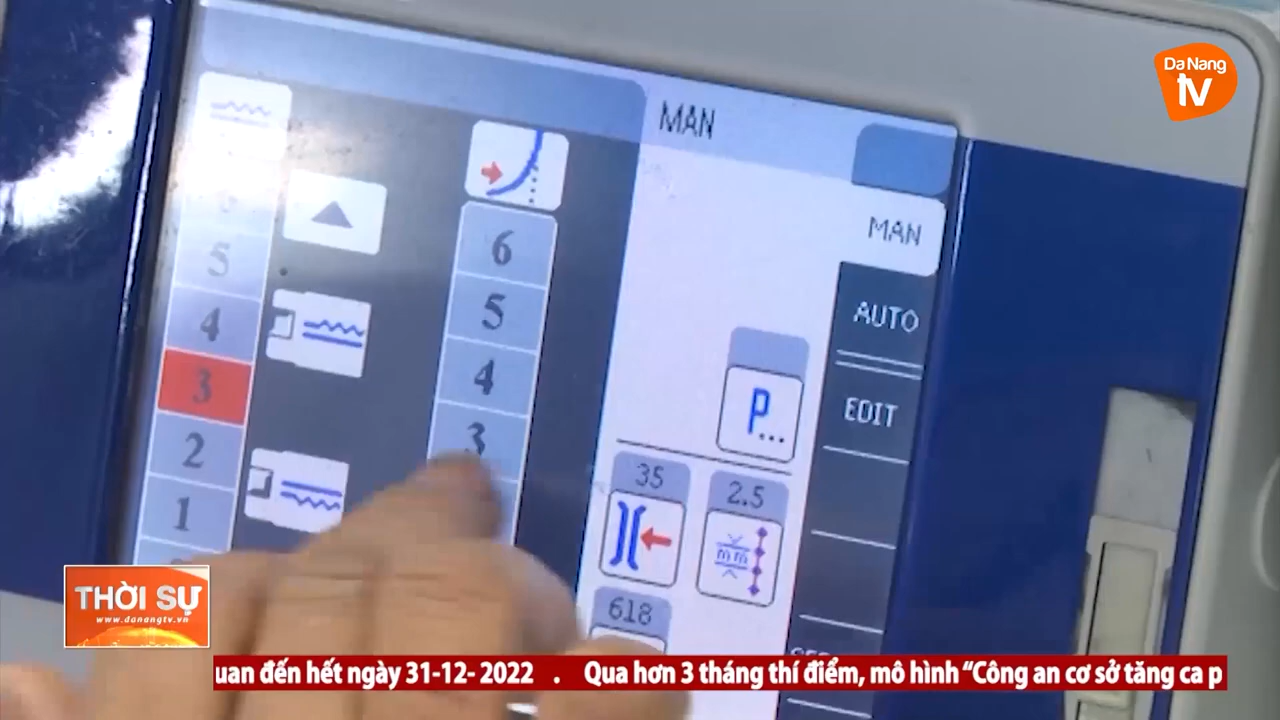 Da Nang
tv
MAN
MAN
AUTO
EDIT
6
5
4
3
5
4
3
2
1
P...
35
2.5
mm
618
THỜI SỰ
www.danangtv.vn
uan đến hết ngày 31-12- 2022 . Qua hơn 3 tháng thí điểm, mô hình “Công an cơ sở tăng ca p